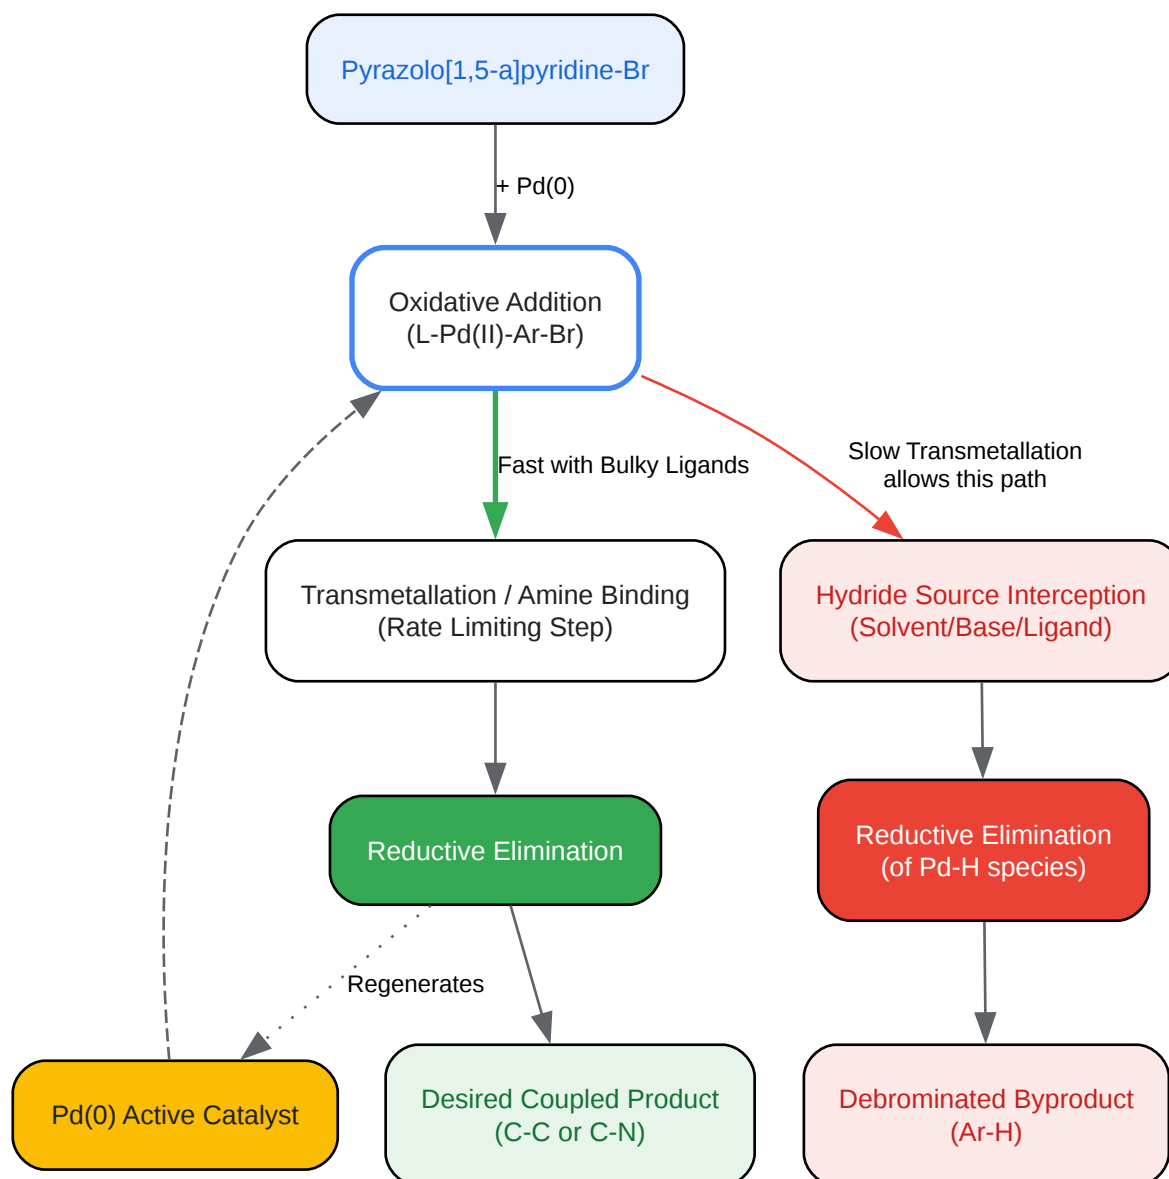 Pyrazolo[1,5-a]pyridine-Br
+ Pd(0)
Oxidative Addition
(L-Pd(II)-Ar-Br)
Fast with Bulky Ligands
Slow Transmetallation
allows this path
Transmetallation / Amine Binding
(Rate Limiting Step)
Hydride Source Interception
(Solvent/Base/Ligand)
Reductive Elimination
Reductive Elimination
(of Pd-H species)
Regenerates
Pd(0) Active Catalyst
Desired Coupled Product
(C-C or C-N)
Debrominated Byproduct
(Ar-H)